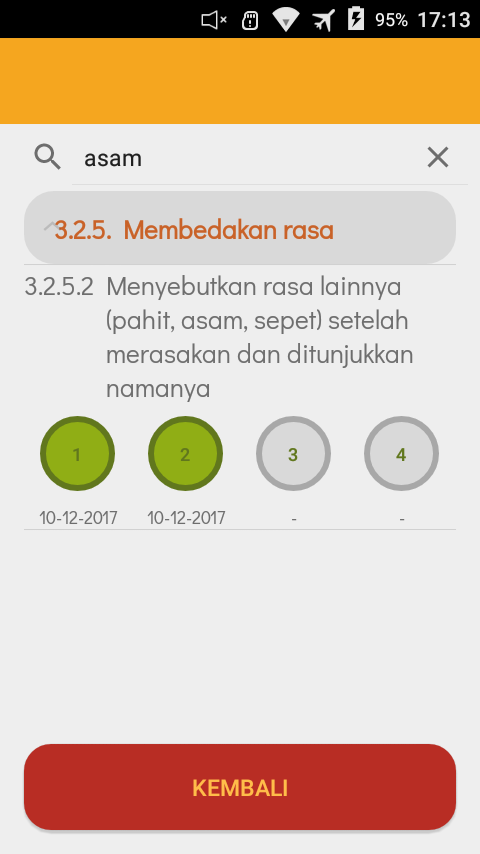 95% 17:13
asam
3.2.5. Membedakan rasa
3.2.5.2 Menyebutkan rasa lainnya
(pahit, asam, sepet) setelah
merasakan dan ditunjukkan
namanya
1 2 3 4
10-12-2017 10-12-2017 - -
KEMBALI